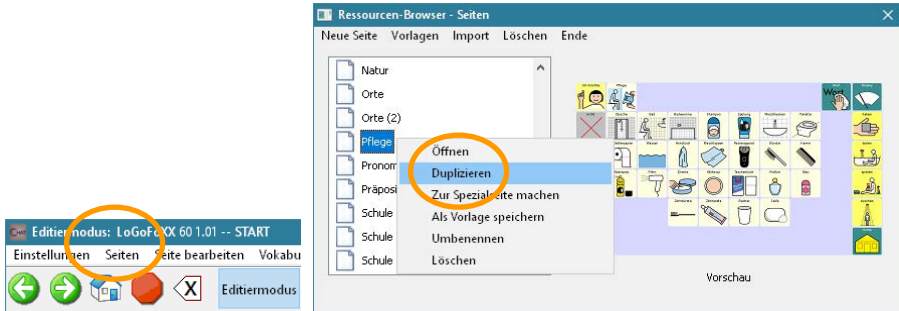 Editiermodus: LoGoFoXX 60 1.01 -- START
Einstellungen Seiten Seite bearbeiten Vokabu
X
Editiermodus
Ressourcen-Browser - Seiten
Neue Seite Vorlagen Import Löschen Ende
Natur
Orte
Orte (2)
Pflege
Pronom
Präposi
Schule
Schule
Schule
Öffnen
Duplizieren
Zur Spezialseite machen
Als Vorlage speichern
Umbenennen
Löschen
Pflege
Wort
Vorschau